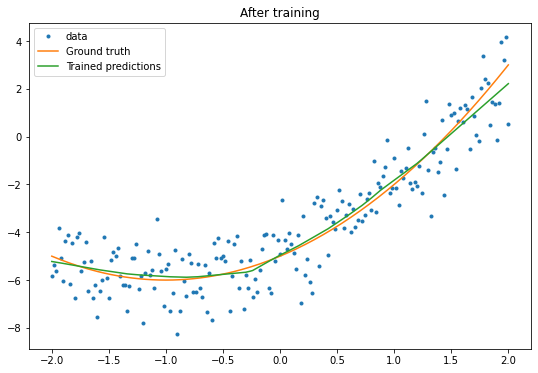 After training
data
Ground truth
Trained predictions
4
2
0
−2
−4
−6
−8
−2.0 −1.5 −1.0 −0.5 0.0 0.5 1.0 1.5 2.0